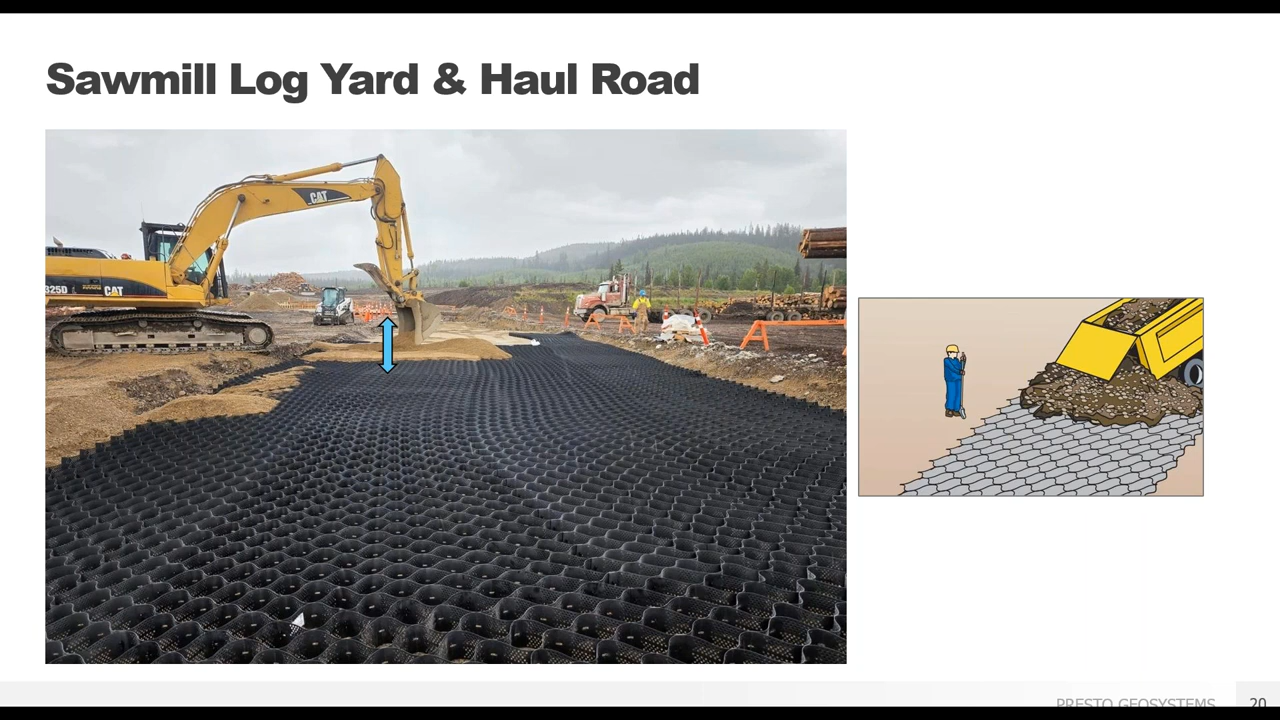 Sawmill Log Yard & Haul Road
CAT
325D
CAT
PRESTO GEOSYSTEMS
20